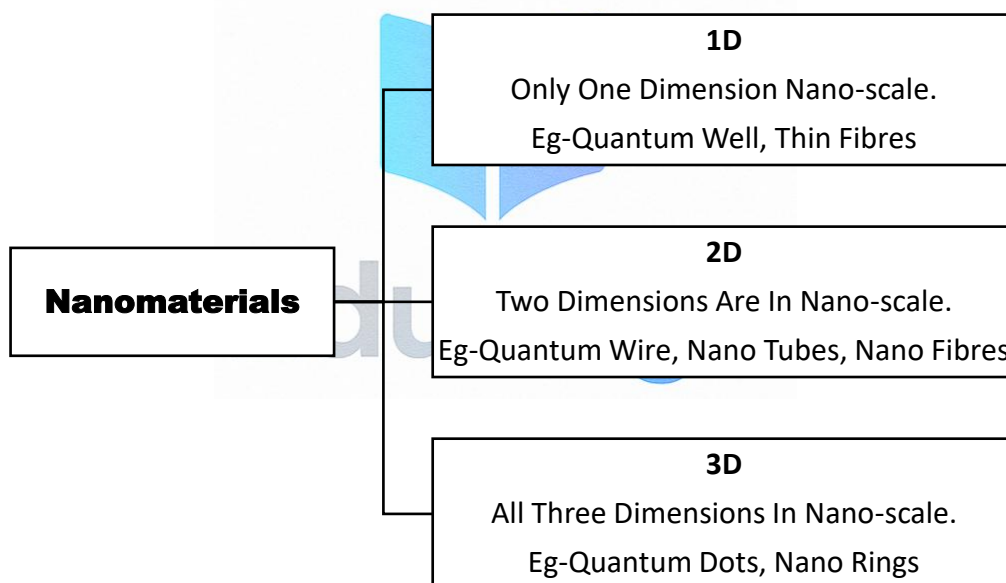 1D
Only One Dimension Nano-scale.
Eg-Quantum Well, Thin Fibres
Nanomaterials
2D
Two Dimensions Are In Nano-scale.
Eg-Quantum Wire, Nano Tubes, Nano Fibres
3D
All Three Dimensions In Nano-scale.
Eg-Quantum Dots, Nano Rings